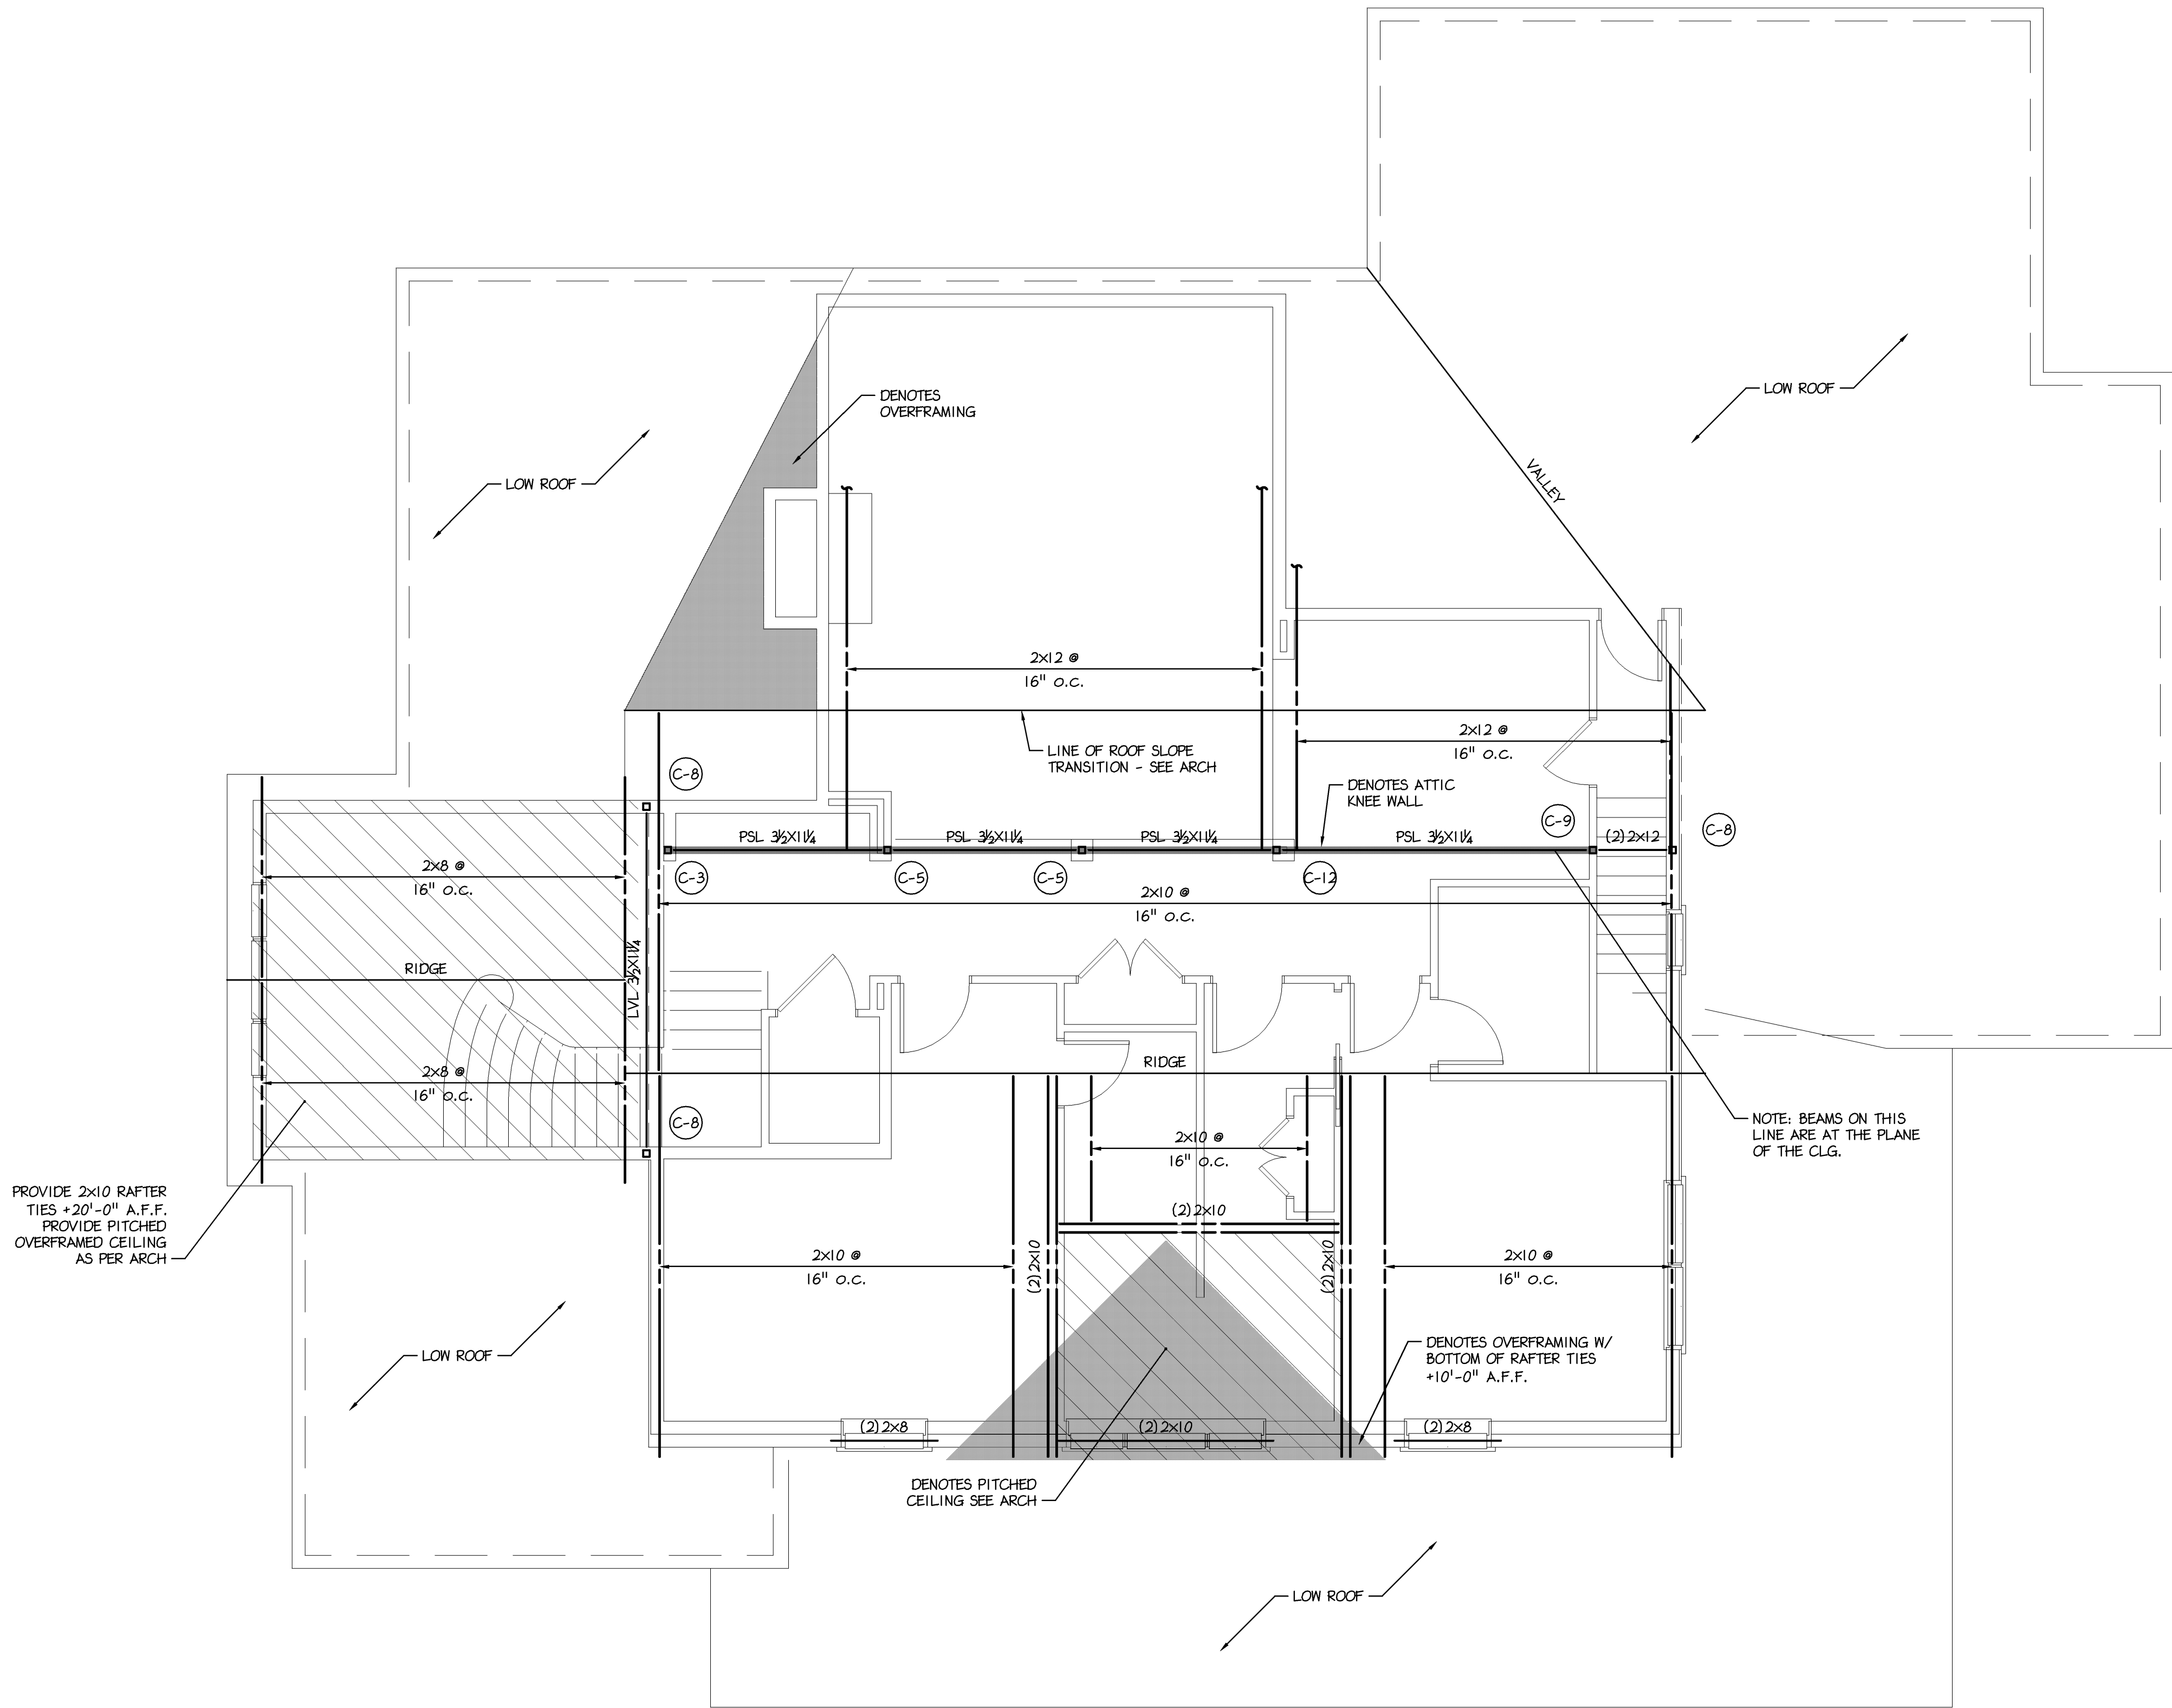 LOW ROOF
DENOTES
OVERFRAMING
LOW ROOF
VALLEY
2x12 @
16" O.C.
LINE OF ROOF SLOPE
TRANSITION - SEE ARCH
2x12 @
16" O.C.
C-8
DENOTES ATTIC
KNEE WALL
C-9
C-8
PSL 3½X11¼
PSL 3½X11¼
PSL 3½X11¼
PSL 3½X11¼
(2)2x12
C-3
C-5
C-5
C-12
2x8 @
16" O.C.
2x10 @
16" O.C.
LVL 3½X11¼
RIDGE
RIDGE
2x8 @
16" O.C.
C-8
NOTE: BEAMS ON THIS
LINE ARE AT THE PLANE
OF THE CLG.
2x10 @
16" O.C.
PROVIDE 2x10 RAFTER
TIES +20'-0" A.F.F.
PROVIDE PITCHED
OVERFRAMED CEILING
AS PER ARCH
(2)2x10
2x10 @
16" O.C.
(2)2x10
(2)2x10
2x10 @
16" O.C.
LOW ROOF
DENOTES OVERFRAMING W/
BOTTOM OF RAFTER TIES
+10'-0" A.F.F.
(2)2x8
(2)2x10
(2)2x8
DENOTES PITCHED
CEILING SEE ARCH
LOW ROOF